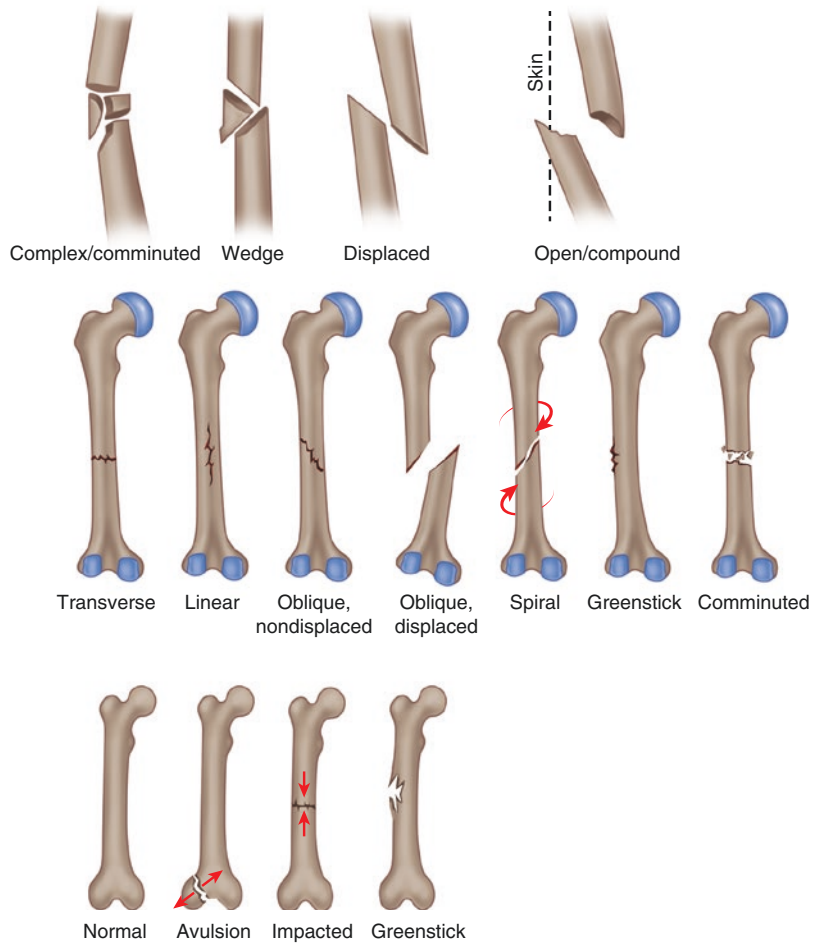 Skin
Complex/comminuted
Wedge
Displaced
Open/compound
Transverse
Linear
Oblique,
nondisplaced
Oblique,
displaced
Spiral
Greenstick
Comminuted
Normal
Avulsion
Impacted
Greenstick